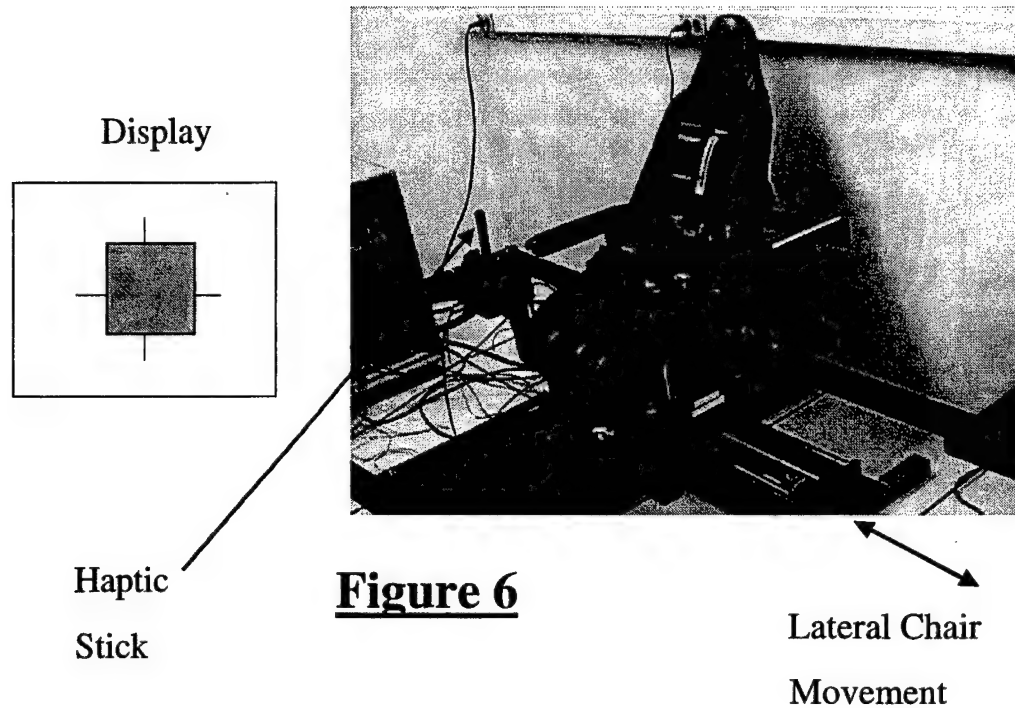 Display
Haptic
Stick
Figure 6
Lateral Chair
Movement